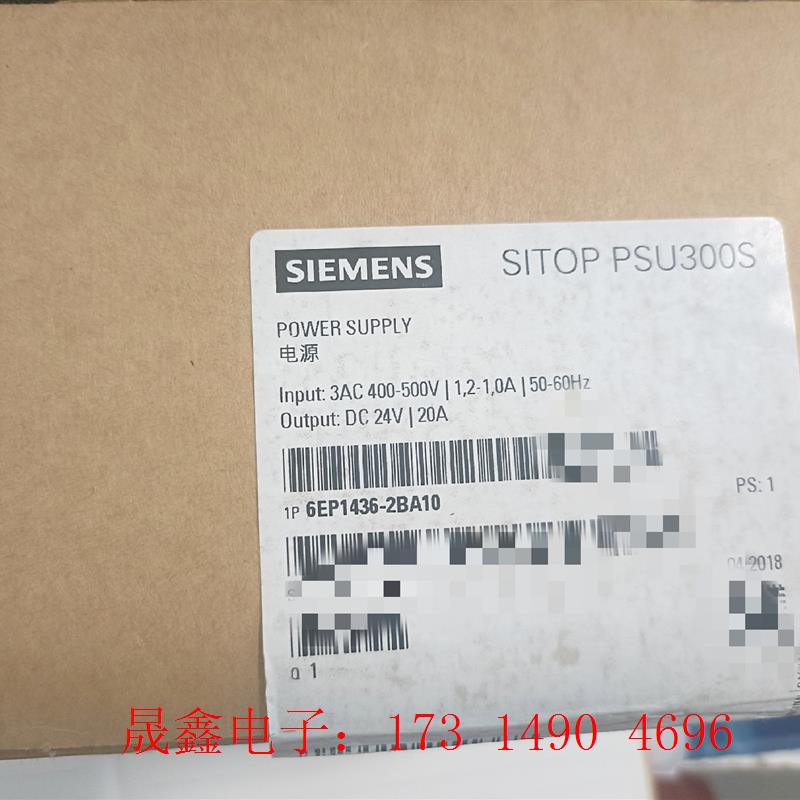 SIEMENS SITOP PSU300S
POWER SUPPLY
电源
Input: 3AC 400-500V | 1,2-1,0A | 50-60Hz
Output: DC 24V | 20A
PS: 1
1P 6EP1436-2BA10
04-2018
Q 1
晟鑫电子：173 1490 4696